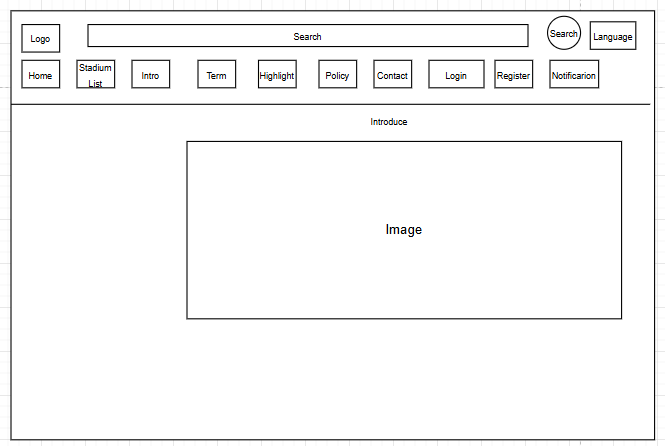 Logo
Search
Search
Language
Home
Stadium
List
Intro
Term
Highlight
Policy
Contact
Login
Register
Notificarion
Introduce
Image